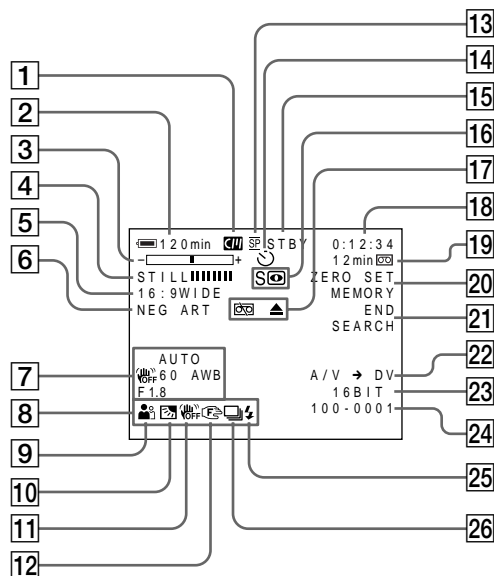 13
14
15
16
17
18
19
20
21
22
23
24
25
26
1
2
3
4
5
6
7
8
9
10
11
12
120min SP STBY 0:12:34
- + 12min
STILL S ZERO SET
16:9WIDE MEMORY
NEG ART END
SEARCH
AUTO
OFF 60 AWB A/V → DV
F1.8 16BIT
OFF F 100-0001